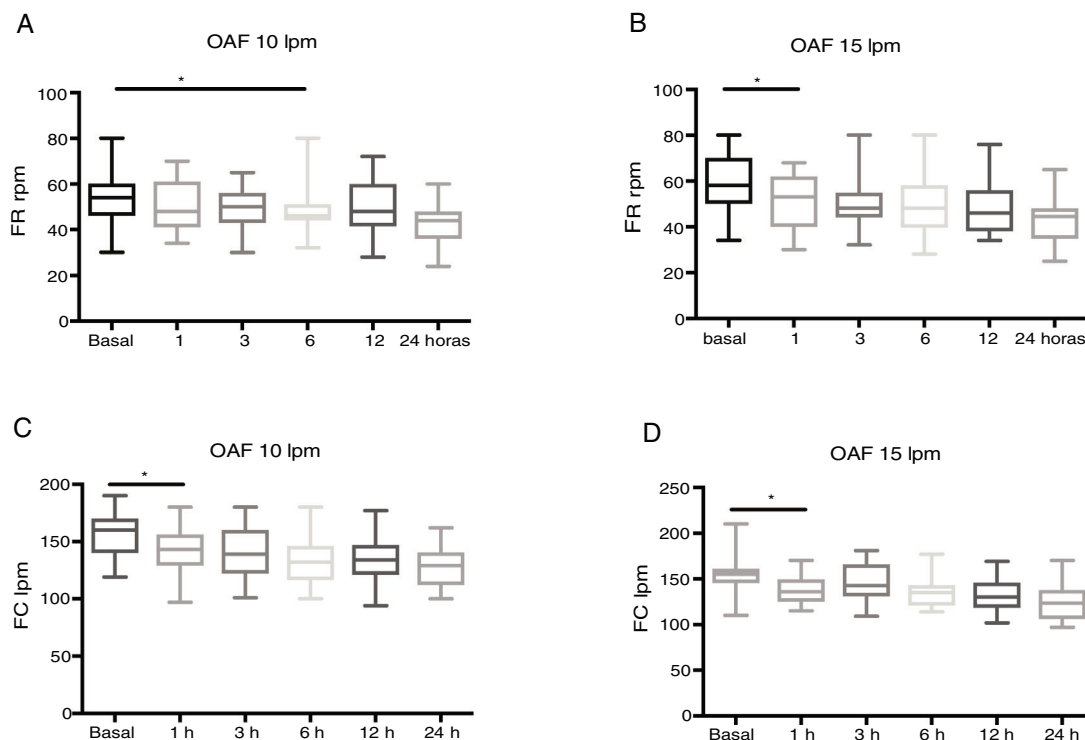 A
OAF 10 lpm
*
FR rpm
100
80
60
40
20
0
Basal 1 3 6 12 24 horas
B
OAF 15 lpm
*
FR rpm
100
80
60
40
20
0
basal 1 3 6 12 24 horas
C
OAF 10 lpm
*
FC lpm
200
150
100
50
0
Basal 1 h 3 h 6 h 12 h 24 h
D
OAF 15 lpm
*
FC lpm
250
200
150
100
50
0
Basal 1 h 3 h 6 h 12 h 24 h